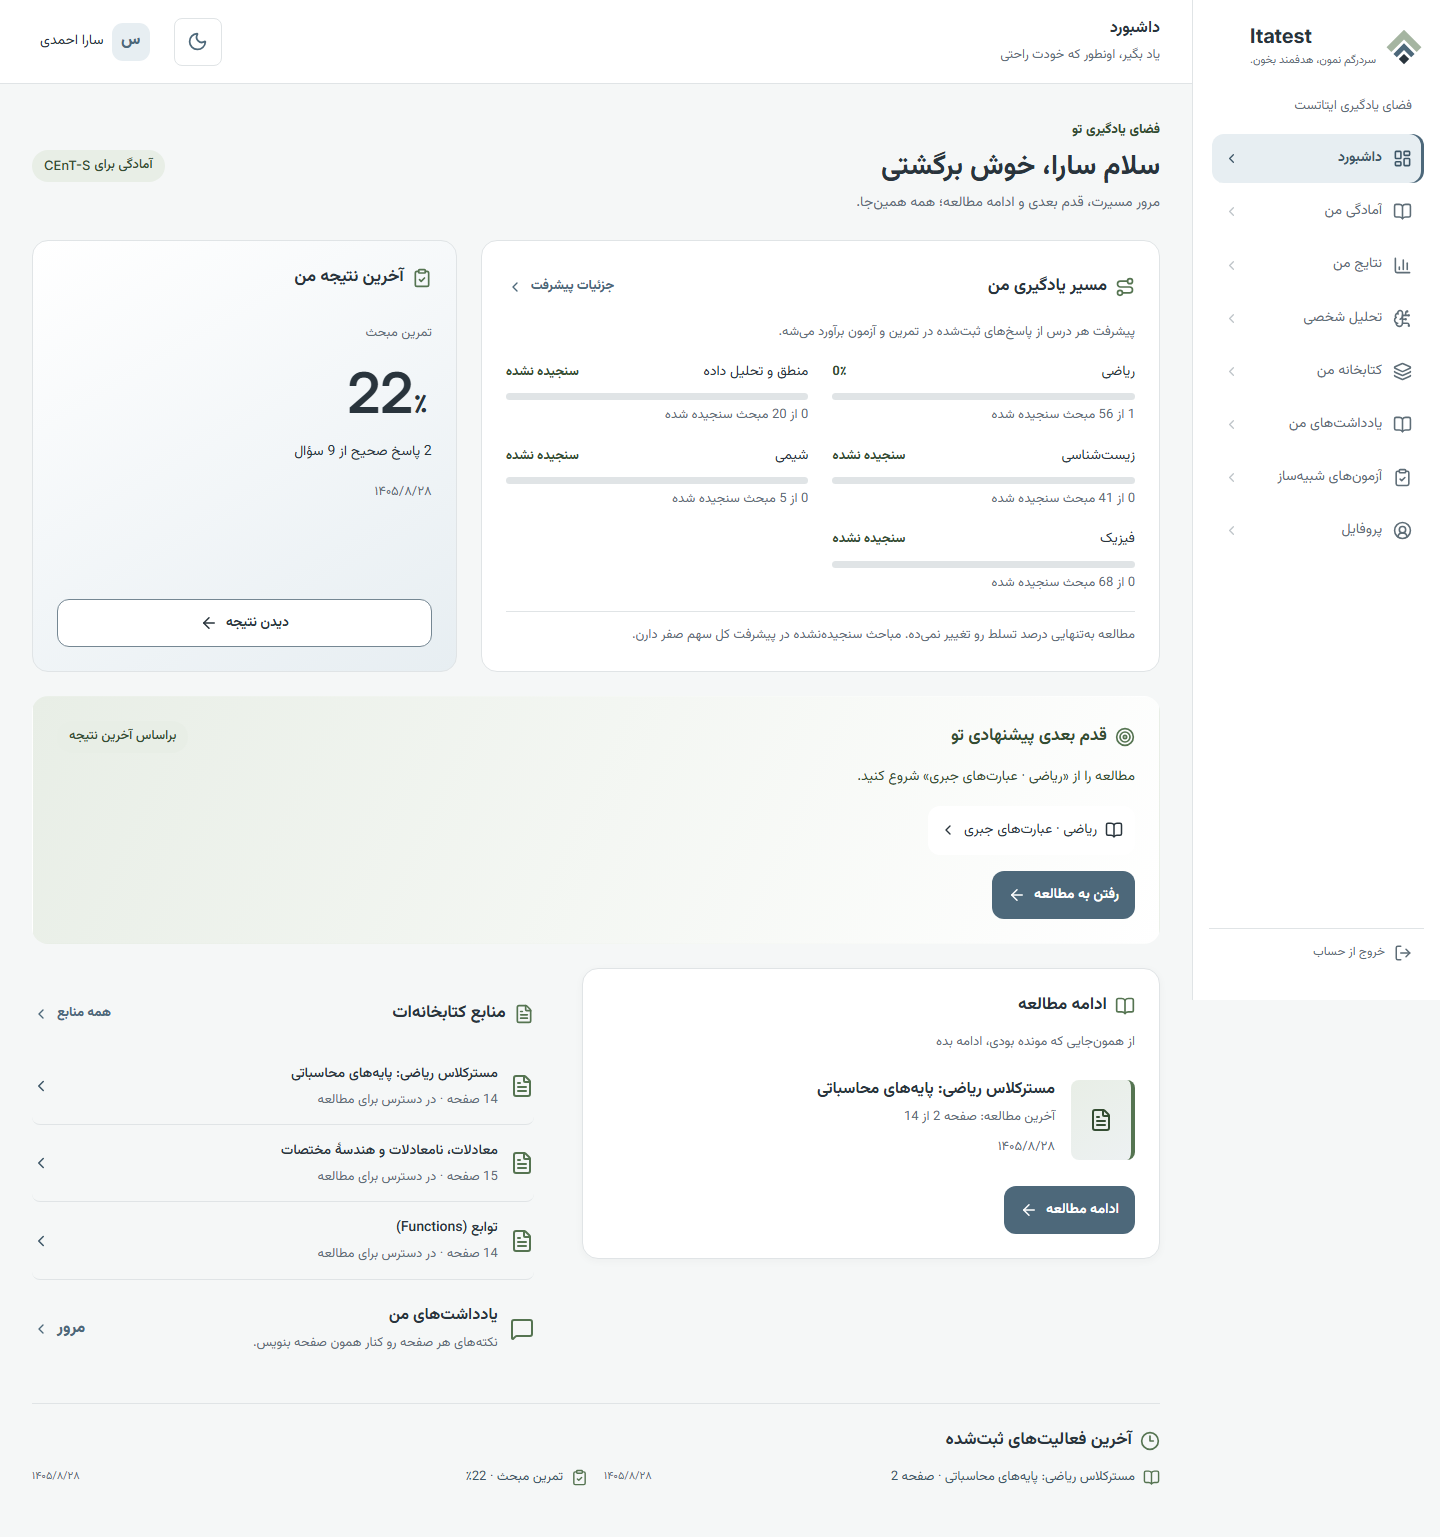 Itatest
سردرگم نمون، هدفمند بخون.
فضای یادگیری ایتاتست
داشبورد
آمادگی من
نتایج من
تحلیل شخصی
کتابخانه من
یادداشت‌های من
آزمون‌های شبیه‌ساز
پروفایل
خروج از حساب
داشبورد
یاد بگیر، اونطور که خودت راحتی
س
سارا احمدی
فضای یادگیری تو
سلام سارا، خوش برگشتی
مرور مسیرت، قدم بعدی و ادامه مطالعه؛ همه همین‌جا.
آمادگی برای CEnT-S
مسیر یادگیری من
جزئیات پیشرفت
پیشرفت هر درس از پاسخ‌های ثبت‌شده در تمرین و آزمون برآورد می‌شه.
ریاضی
0٪
1 از 56 مبحث سنجیده شده
منطق و تحلیل داده
سنجیده نشده
0 از 20 مبحث سنجیده شده
زیست‌شناسی
سنجیده نشده
0 از 41 مبحث سنجیده شده
شیمی
سنجیده نشده
0 از 5 مبحث سنجیده شده
فیزیک
سنجیده نشده
0 از 68 مبحث سنجیده شده
مطالعه به‌تنهایی درصد تسلط رو تغییر نمی‌ده. مباحث سنجیده‌نشده در پیشرفت کل سهم صفر دارن.
آخرین نتیجه من
تمرین مبحث
22٪
2 پاسخ صحیح از 9 سؤال
۱۴۰۵/۸/۲۸
دیدن نتیجه
قدم بعدی پیشنهادی تو
براساس آخرین نتیجه
مطالعه را از «ریاضی · عبارت‌های جبری» شروع کنید.
ریاضی · عبارت‌های جبری
رفتن به مطالعه
ادامه مطالعه
از همون‌جایی که مونده بودی، ادامه بده
مسترکلاس ریاضی: پایه‌های محاسباتی
آخرین مطالعه: صفحه 2 از 14
۱۴۰۵/۸/۲۸
ادامه مطالعه
منابع کتابخانه‌ات
همه منابع
مسترکلاس ریاضی: پایه‌های محاسباتی
14 صفحه · در دسترس برای مطالعه
معادلات، نامعادلات و هندسهٔ مختصات
15 صفحه · در دسترس برای مطالعه
توابع (Functions)
14 صفحه · در دسترس برای مطالعه
یادداشت‌های من
نکته‌های هر صفحه رو کنار همون صفحه بنویس.
مرور
آخرین فعالیت‌های ثبت‌شده
مسترکلاس ریاضی: پایه‌های محاسباتی · صفحه 2
۱۴۰۵/۸/۲۸
تمرین مبحث · 22٪
۱۴۰۵/۸/۲۸